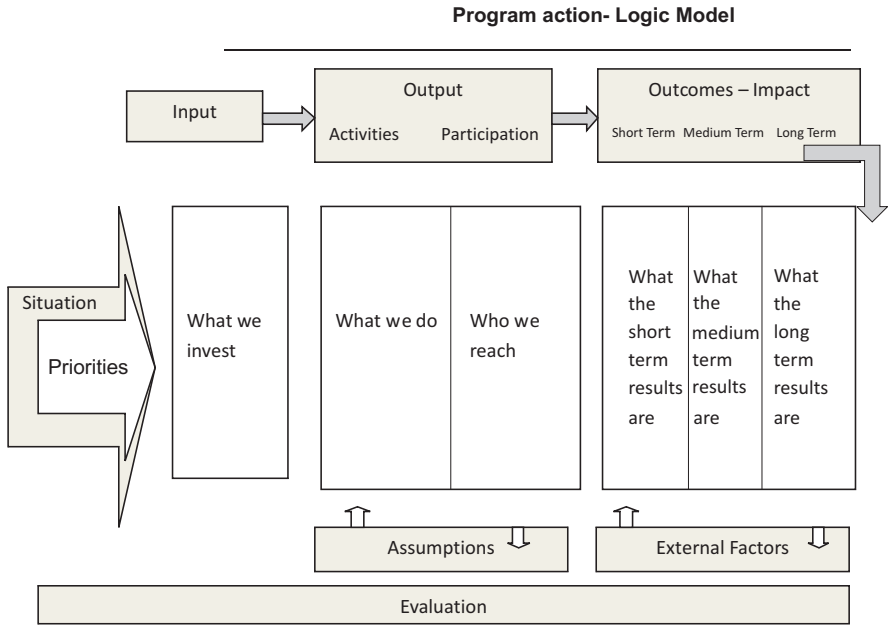 Program action- Logic Model
Input
Output
Activities Participation
Outcomes – Impact
Short Term Medium Term Long Term
Situation
Priorities
What we
invest
What we do
Who we
reach
What
the
short
term
results
are
What
the
medium
term
results
are
What
the
long
term
results
are
Assumptions
External Factors
Evaluation